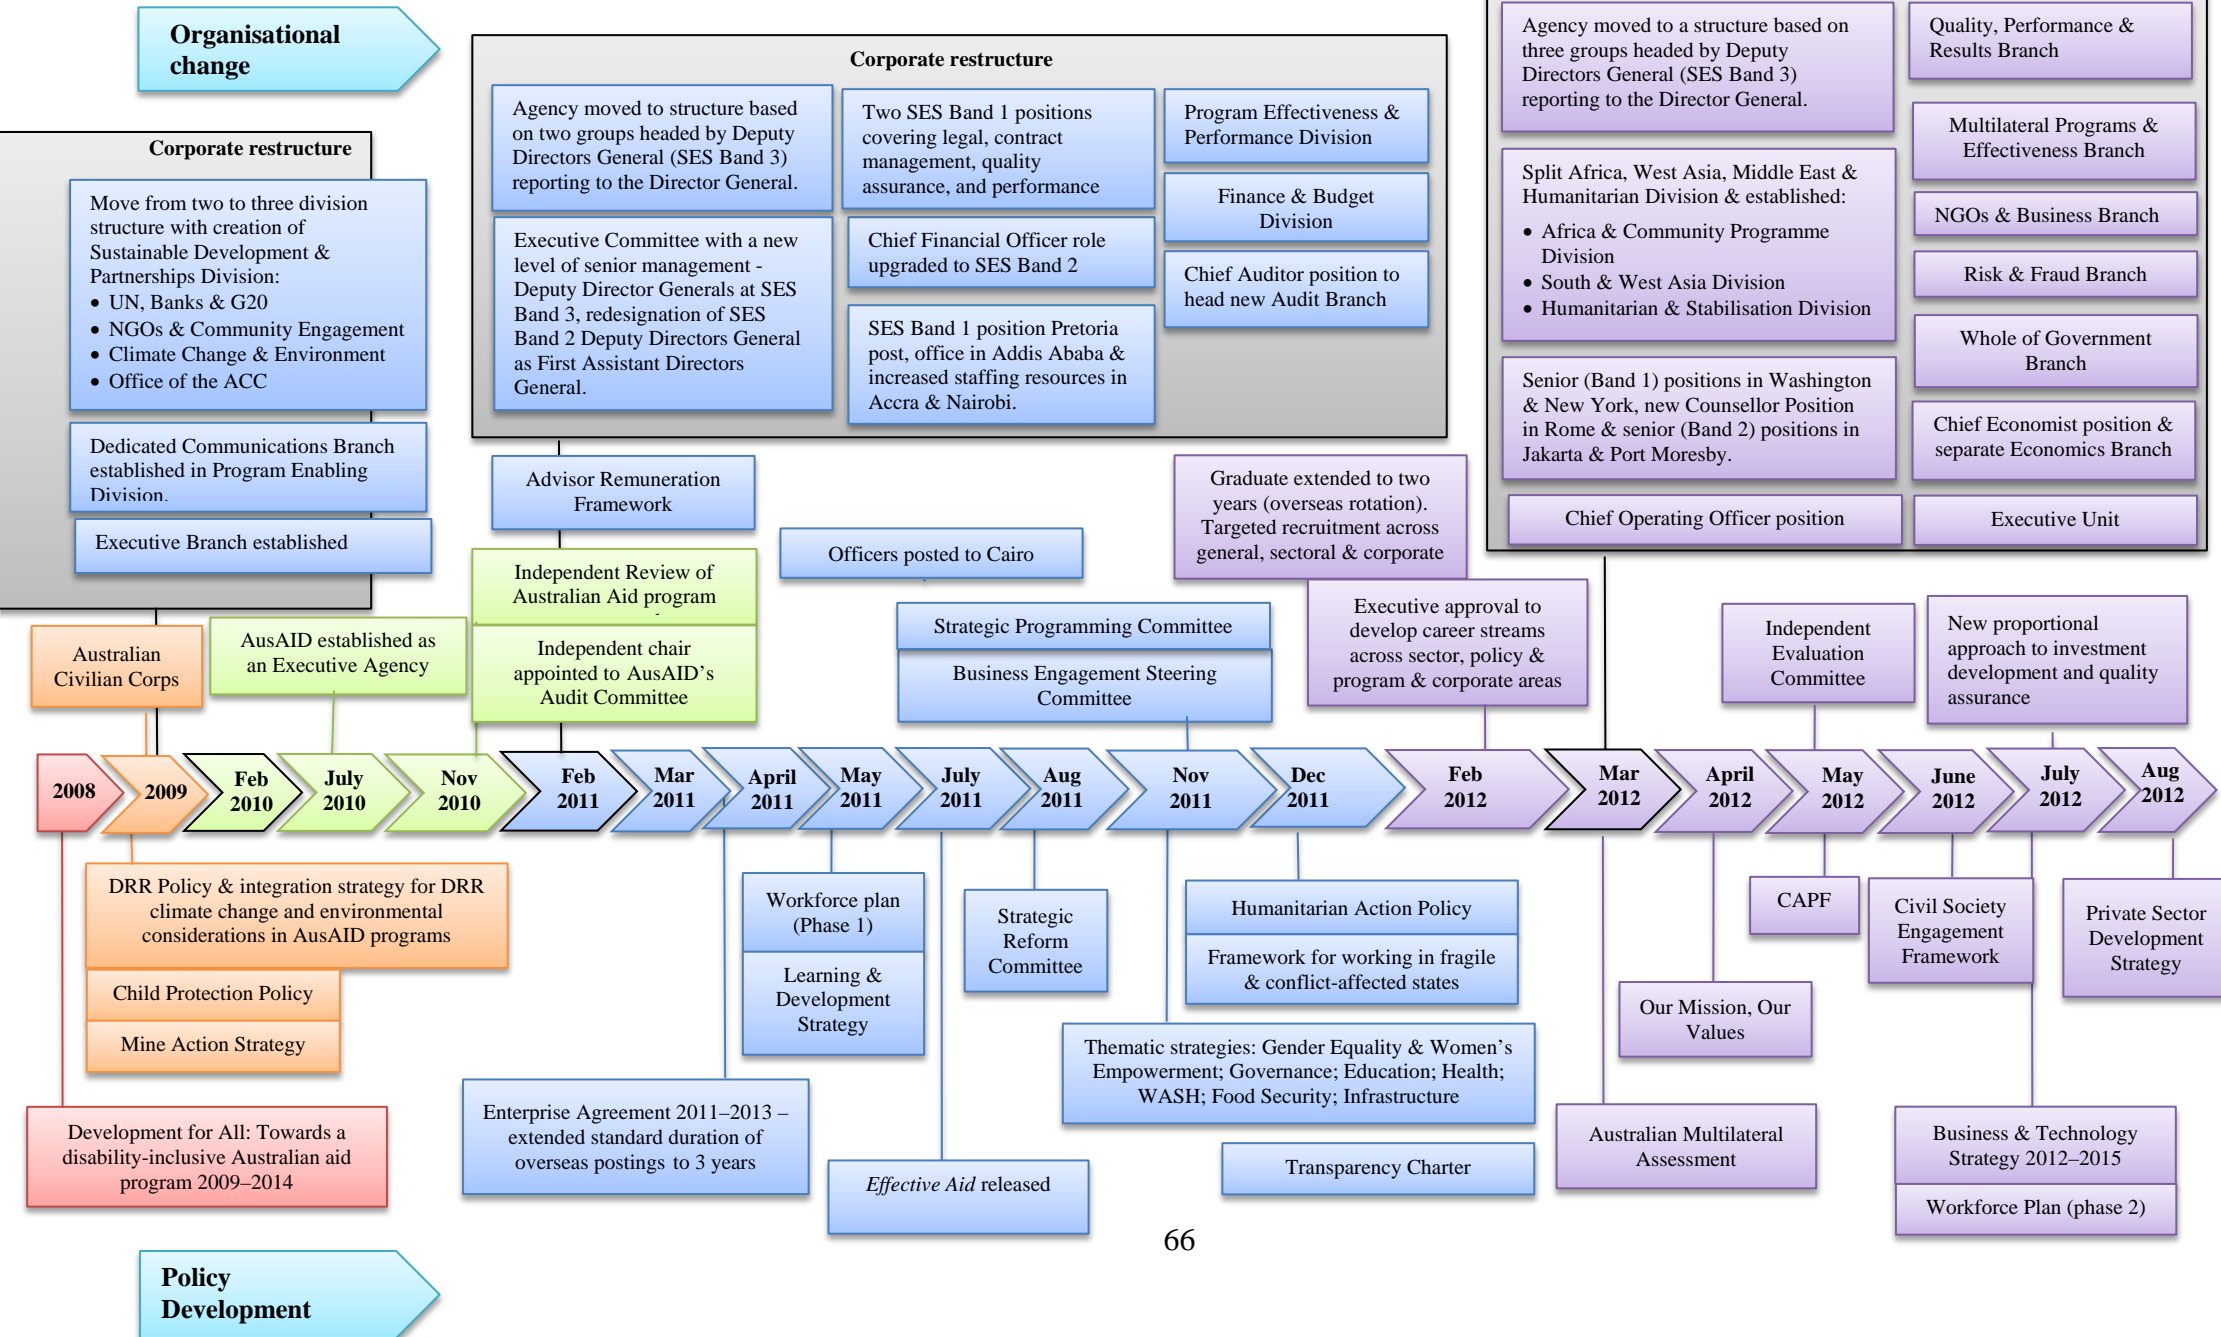 Organisational
change
Corporate restructure
Move from two to three division
structure with creation of
Sustainable Development &
Partnerships Division:
• UN, Banks & G20
• NGOs & Community Engagement
• Climate Change & Environment
• Office of the ACC
Dedicated Communications Branch
established in Program Enabling
Division.
Executive Branch established
Corporate restructure
Agency moved to structure based
on two groups headed by Deputy
Directors General (SES Band 3)
reporting to the Director General.
Executive Committee with a new
level of senior management -
Deputy Director Generals at SES
Band 3, redesignation of SES
Band 2 Deputy Directors General
as First Assistant Directors
General.
Two SES Band 1 positions
covering legal, contract
management, quality
assurance, and performance
Chief Financial Officer role
upgraded to SES Band 2
SES Band 1 position Pretoria
post, office in Addis Ababa &
increased staffing resources in
Accra & Nairobi.
Program Effectiveness &
Performance Division
Finance & Budget
Division
Chief Auditor position to
head new Audit Branch
Agency moved to a structure based on
three groups headed by Deputy
Directors General (SES Band 3)
reporting to the Director General.
Split Africa, West Asia, Middle East &
Humanitarian Division & established:
• Africa & Community Programme
Division
• South & West Asia Division
• Humanitarian & Stabilisation Division
Senior (Band 1) positions in Washington
& New York, new Counsellor Position
in Rome & senior (Band 2) positions in
Jakarta & Port Moresby.
Chief Operating Officer position
Quality, Performance &
Results Branch
Multilateral Programs &
Effectiveness Branch
NGOs & Business Branch
Risk & Fraud Branch
Whole of Government
Branch
Chief Economist position &
separate Economics Branch
Executive Unit
Australian
Civilian Corps
AusAID established as
an Executive Agency
Advisor Remuneration
Framework
Independent Review of
Australian Aid program
Independent chair
appointed to AusAID's
Audit Committee
Officers posted to Cairo
Strategic Programming Committee
Business Engagement Steering
Committee
Graduate extended to two
years (overseas rotation).
Targeted recruitment across
general, sectoral & corporate
Executive approval to
develop career streams
across sector, policy &
program & corporate areas
Independent
Evaluation
Committee
New proportional
approach to investment
development and quality
assurance
2008
2009
Feb
2010
July
2010
Nov
2010
Feb
2011
Mar
2011
April
2011
May
2011
July
2011
Aug
2011
Nov
2011
Dec
2011
Feb
2012
Mar
2012
April
2012
May
2012
June
2012
July
2012
Aug
2012
DRR Policy & integration strategy for DRR
climate change and environmental
considerations in AusAID programs
Child Protection Policy
Mine Action Strategy
Development for All: Towards a
disability-inclusive Australian aid
program 2009–2014
Enterprise Agreement 2011–2013 –
extended standard duration of
overseas postings to 3 years
Workforce plan
(Phase 1)
Learning &
Development
Strategy
Effective Aid released
Strategic
Reform
Committee
Humanitarian Action Policy
Framework for working in fragile
& conflict-affected states
Thematic strategies: Gender Equality & Women's
Empowerment; Governance; Education; Health;
WASH; Food Security; Infrastructure
Transparency Charter
Australian Multilateral
Assessment
Our Mission, Our
Values
CAPF
Civil Society
Engagement
Framework
Business & Technology
Strategy 2012–2015
Workforce Plan (phase 2)
Private Sector
Development
Strategy
66
Policy
Development